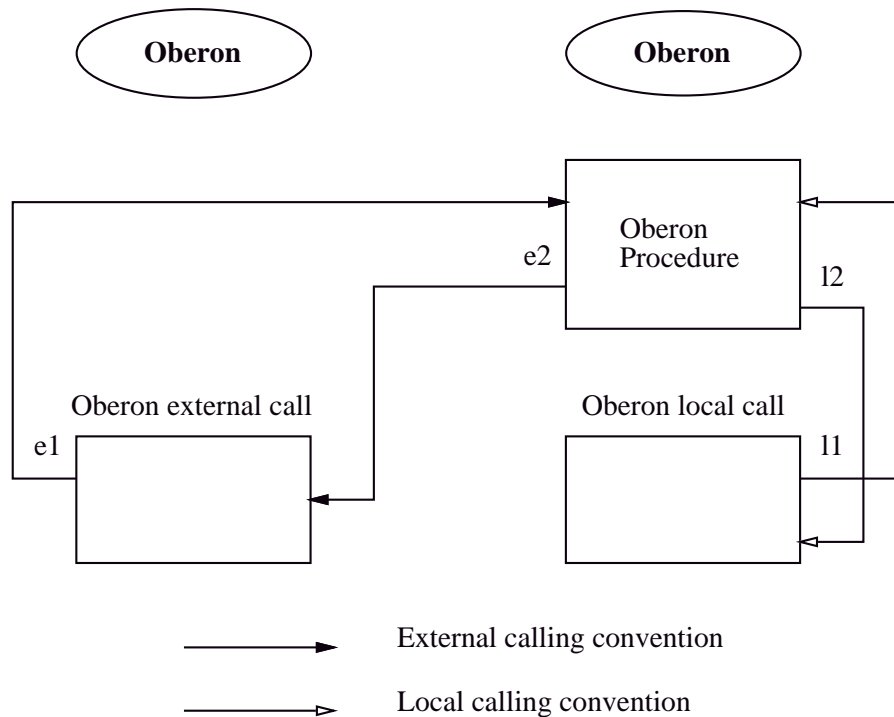 Oberon
Oberon
Oberon
Procedure
e2
l2
Oberon external call
Oberon local call
e1
l1
External calling convention
Local calling convention